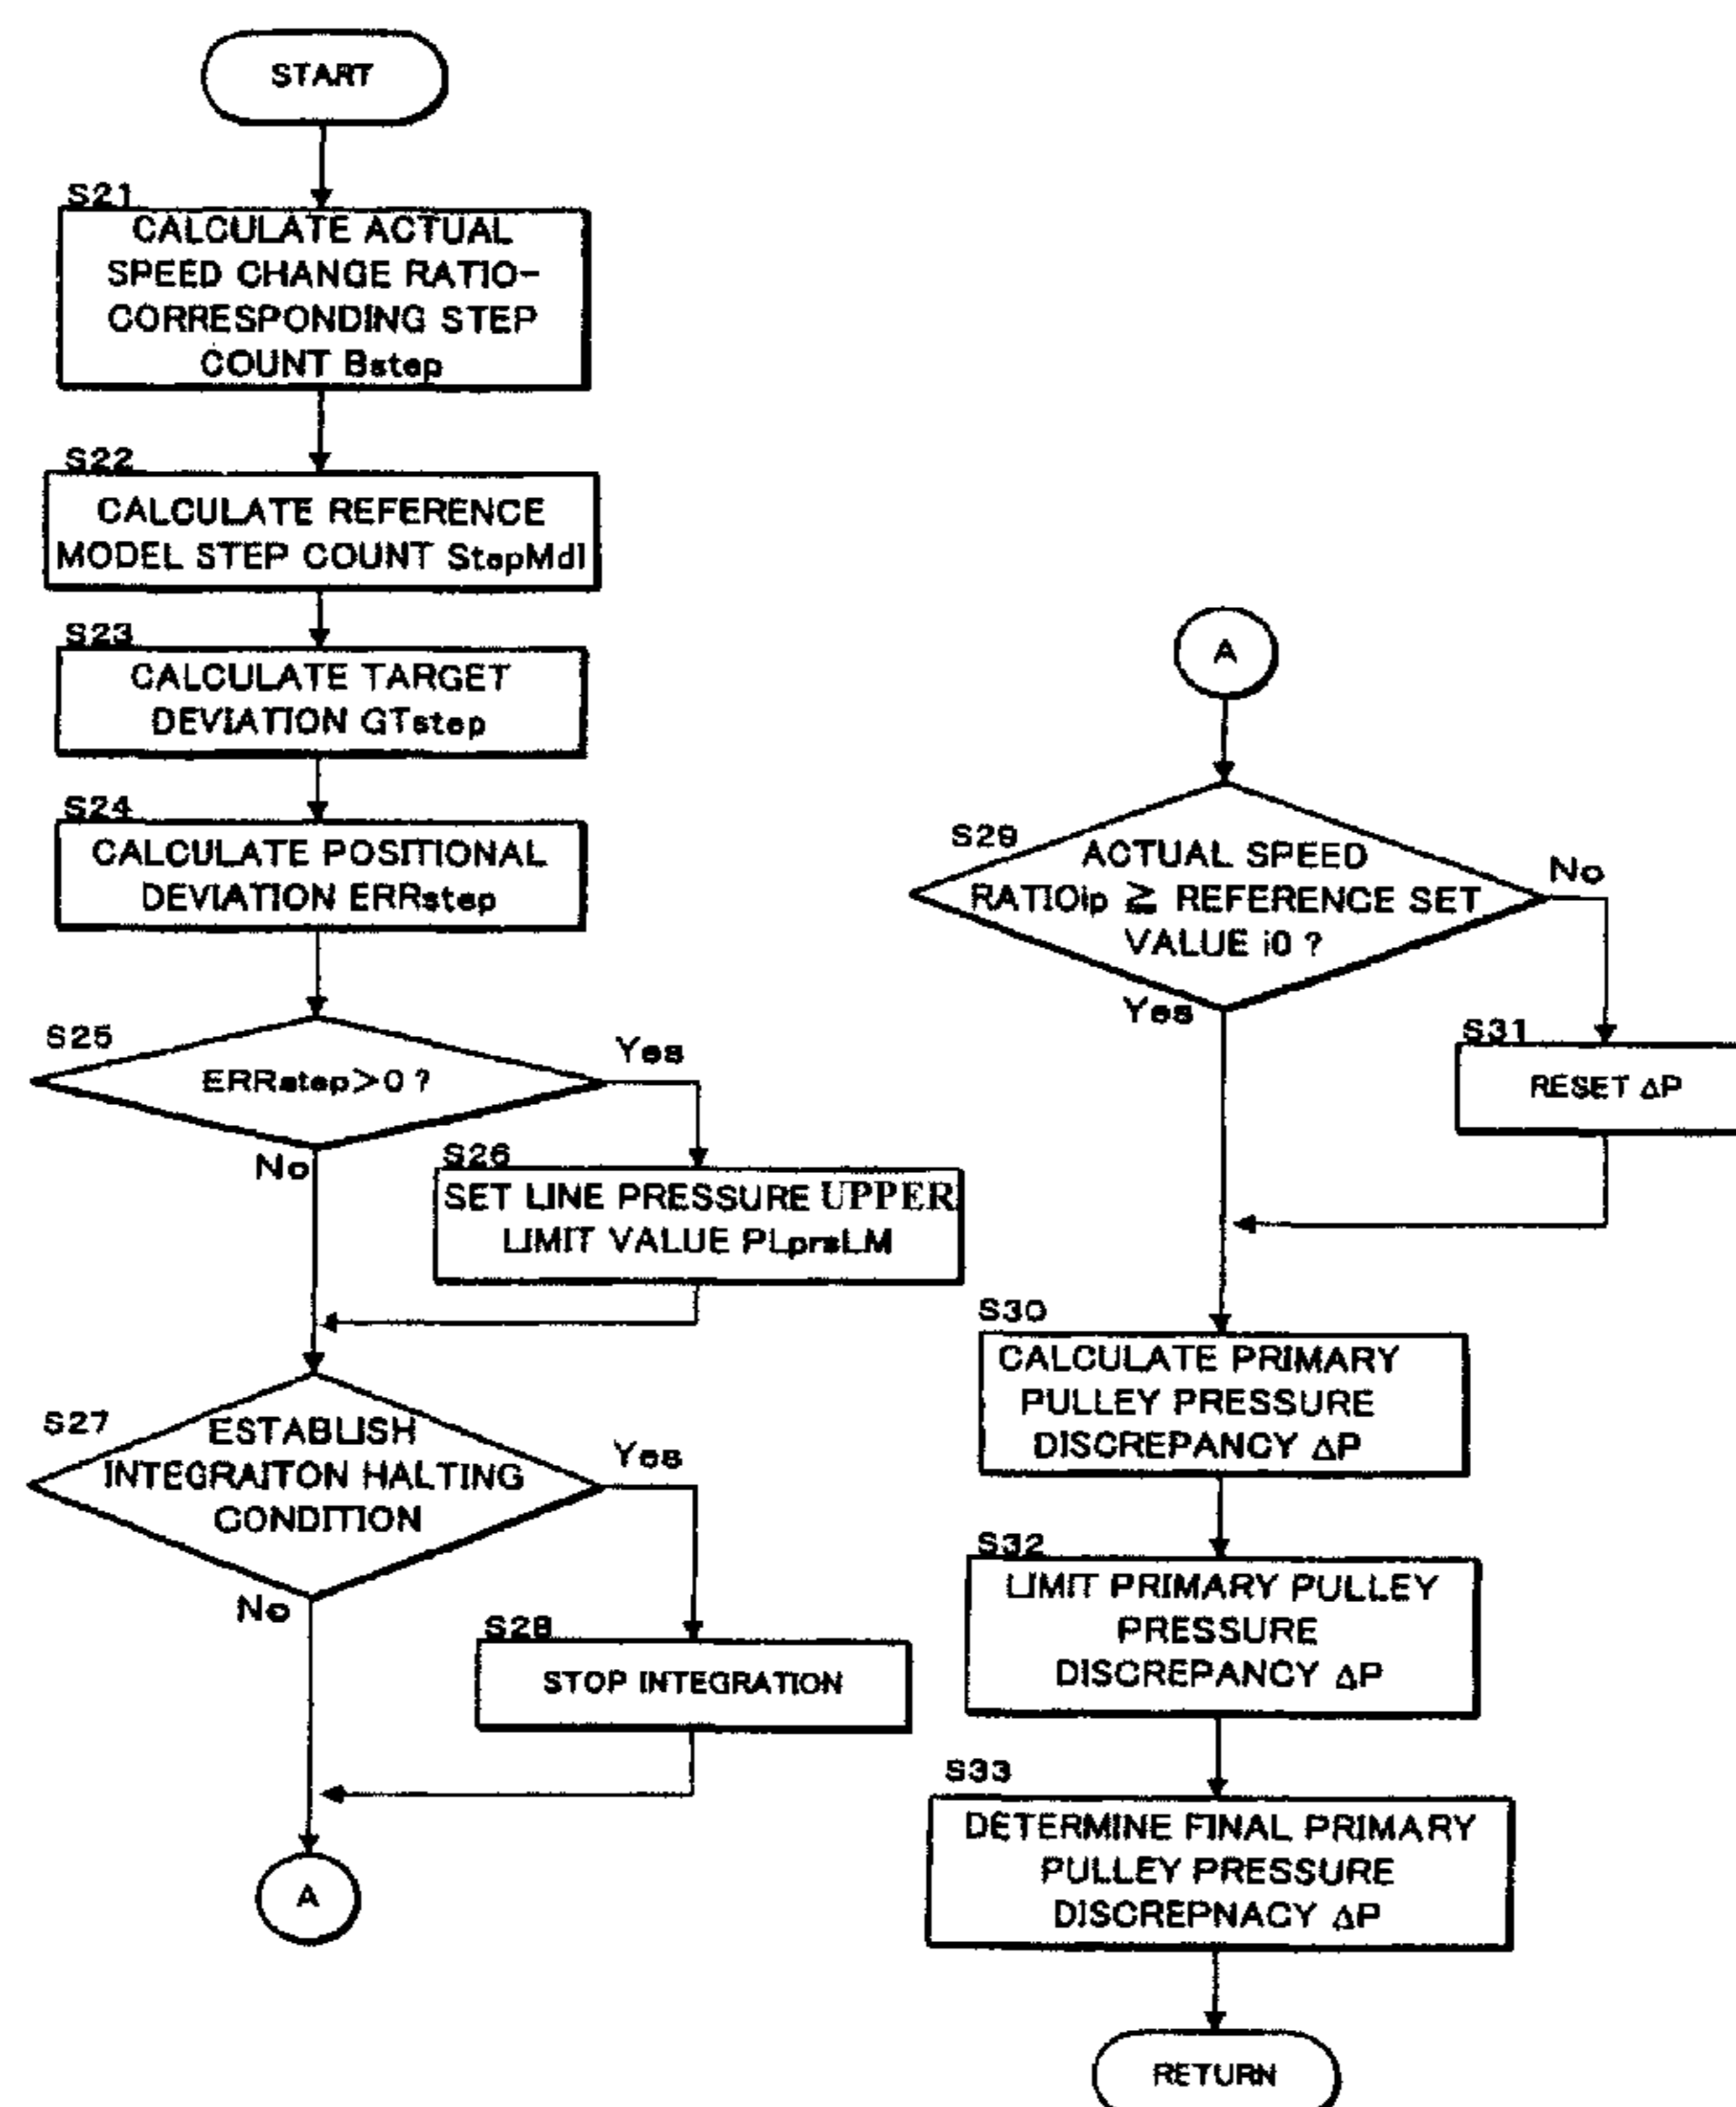 START
S21
CALCULATE ACTUAL
SPEED CHANGE RATIO-
CORRESPONDING STEP
COUNT Bstep
S22
CALCULATE REFERENCE
MODEL STEP COUNT StepMdl
S23
CALCULATE TARGET
DEVIATION GTstep
S24
CALCULATE POSITIONAL
DEVIATION ERRstep
S25
ERRstep>0 ?
Yes
No
S26
SET LINE PRESSURE UPPER
LIMIT VALUE PLprsLM
S27
ESTABLISH
INTEGRAITON HALTING
CONDITION
Yes
No
S28
STOP INTEGRATION
A
A
S29
ACTUAL SPEED
RATIOip ≧ REFERENCE SET
VALUE i0 ?
No
Yes
S31
RESET ΔP
S30
CALCULATE PRIMARY
PULLEY PRESSURE
DISCREPANCY ΔP
S32
LIMIT PRIMARY PULLEY
PRESSURE
DISCREPANCY ΔP
S33
DETERMINE FINAL PRIMARY
PULLEY PRESSURE
DISCREPNACY ΔP
RETURN